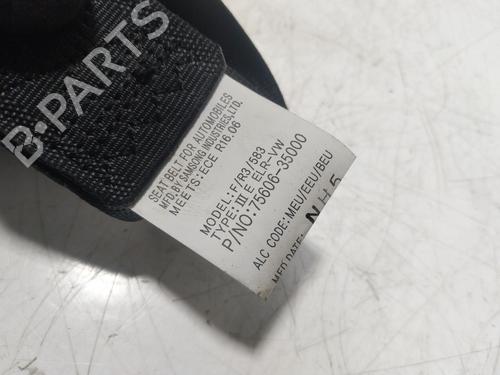 B-PARTS
SEAT BELT FOR AUTOMOBILES
MFD. BY SAMSUNG INDUSTRIES, LTD.
MEETS: ECE R16.06
MODEL: F/R3/583
TYPE: III E ELR-VW
P/NO: 75606-35000
ALC CODE: MEU/EEU/BEU
MFD DATE: